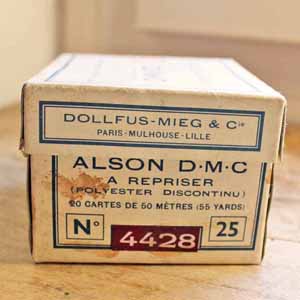 DOLLFUS-MIEG & Cie
PARIS-MULHOUSE-LILLE
ALSON D·M·C
A REPRISER
(POLYESTER DISCONTINU)
20 CARTES DE 50 MÈTRES (55 YARDS)
No 4428 25